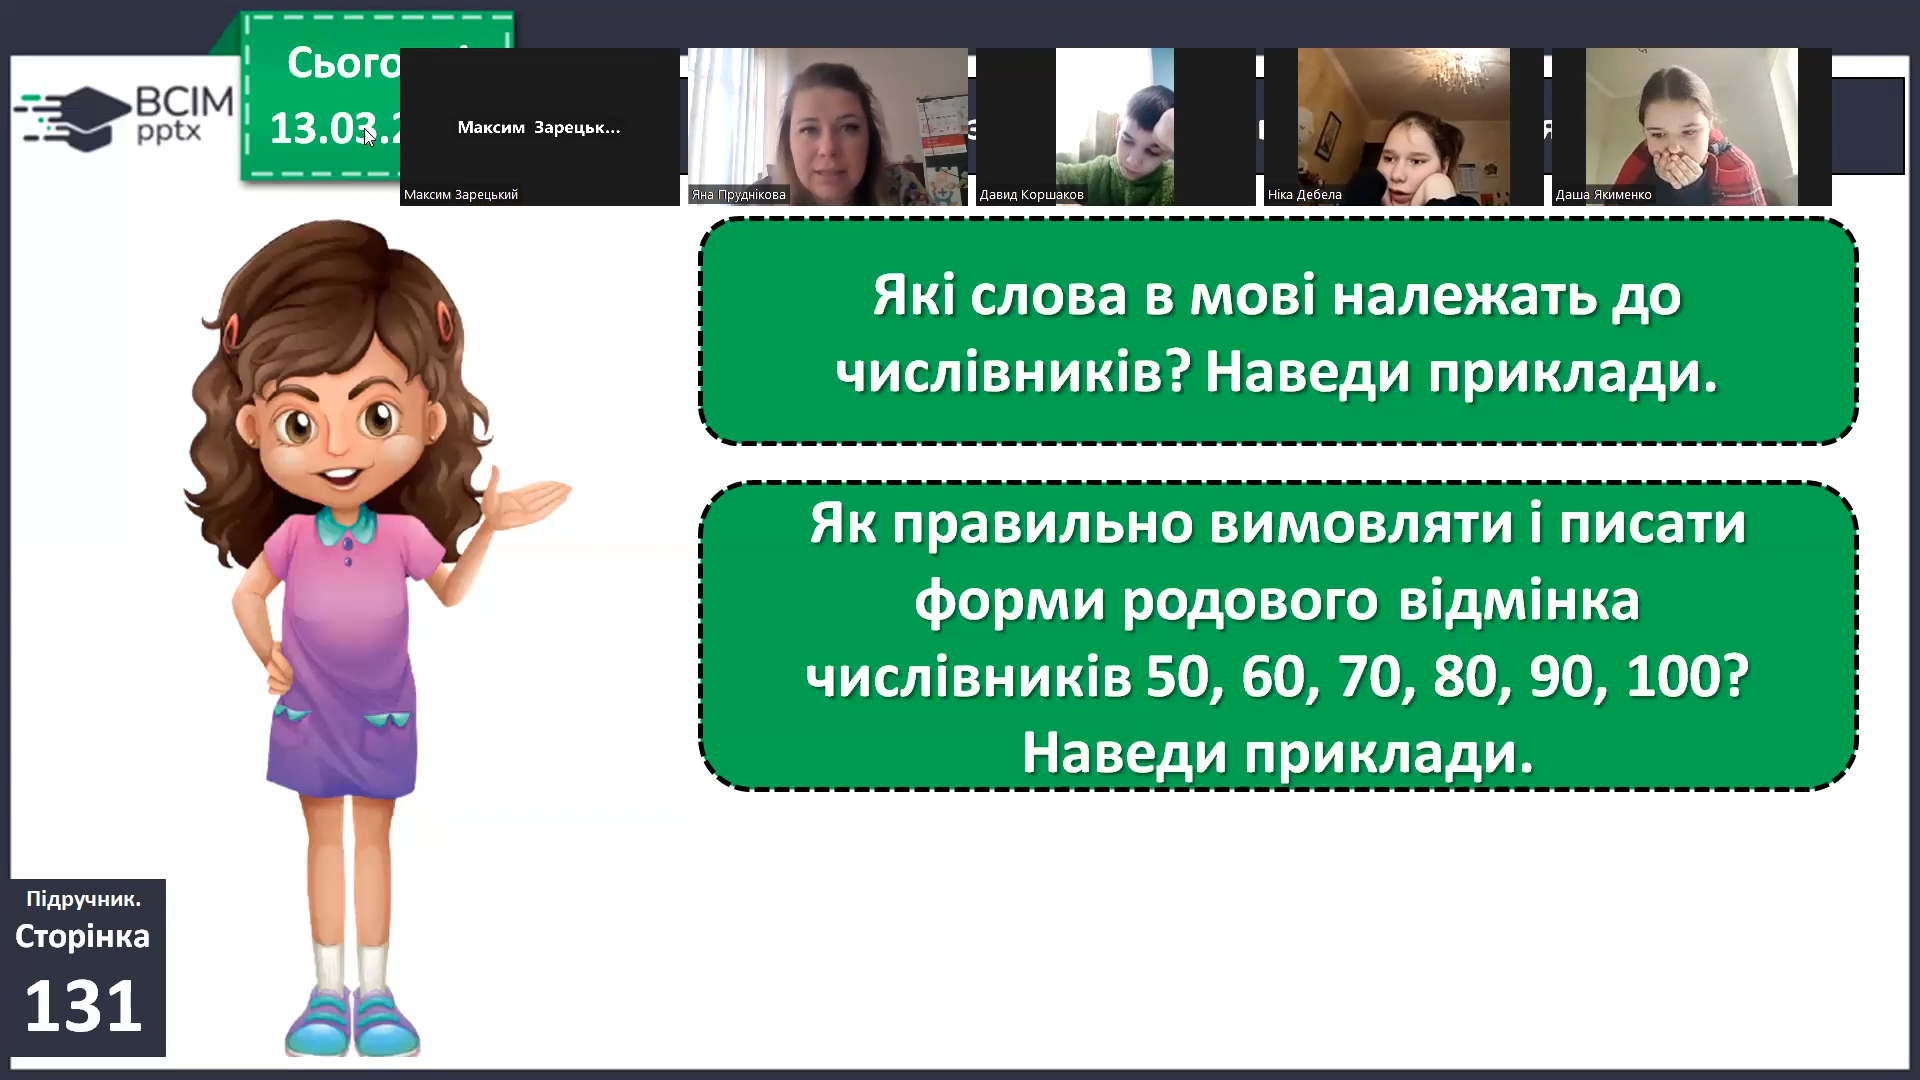 Сього
13.03.2
ВСІМ
pptx
Максим Зарецьк...
Максим Зарецький
Яна Пруднікова
Давид Коршаков
Ніка Дебела
Даша Якименко
Які слова в мові належать до
числівників? Наведи приклади.
Як правильно вимовляти і писати
форми родового відмінка
числівників 50, 60, 70, 80, 90, 100?
Наведи приклади.
Підручник.
Сторінка
131